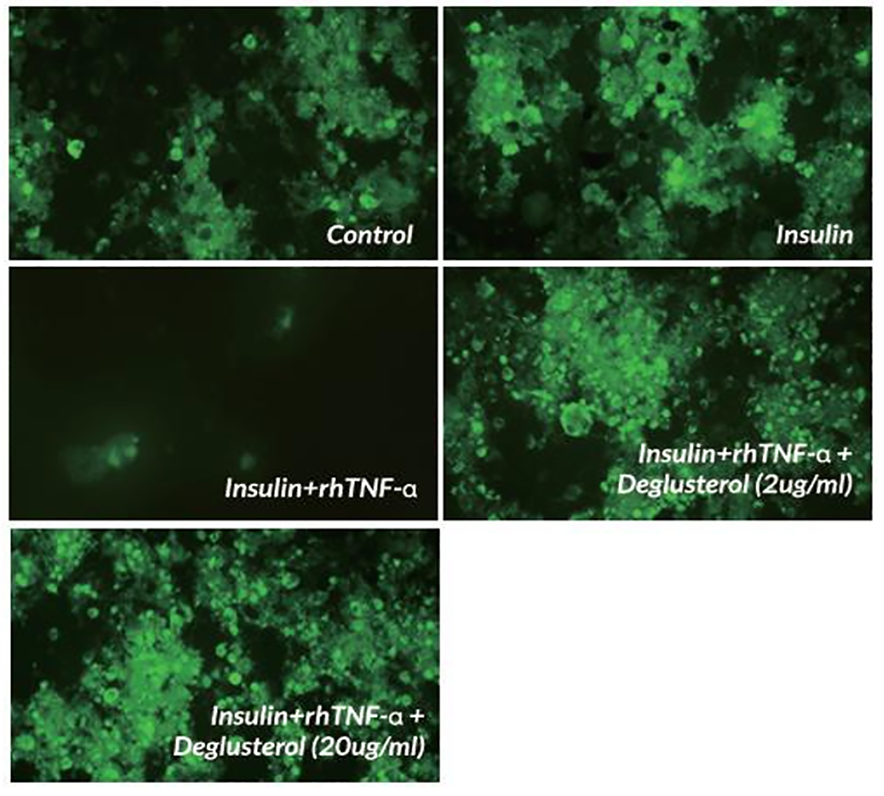 Control
Insulin
Insulin+rhTNF-α
Insulin+rhTNF-α +
Deglusterol (2ug/ml)
Insulin+rhTNF-α +
Deglusterol (20ug/ml)